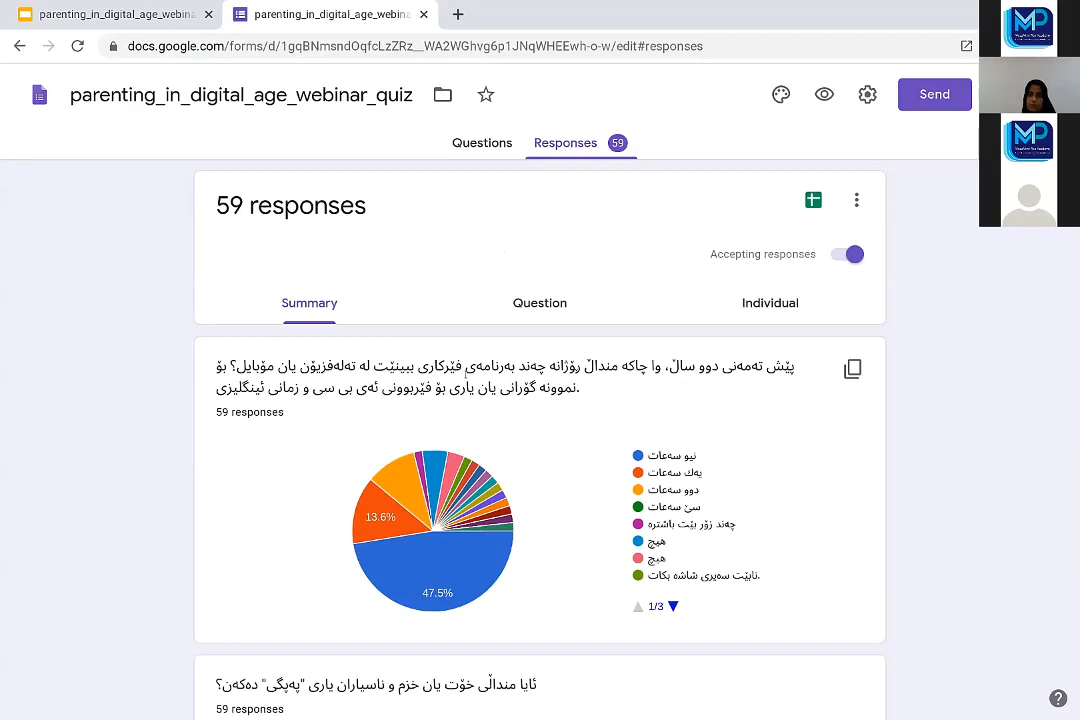 parenting_in_digital_age_webina
parenting_in_digital_age_webina
docs.google.com/forms/d/1gqBNmsndOqfcLzZRz__WA2WGhvg6p1JNqWHEEwh-o-w/edit#responses
parenting_in_digital_age_webinar_quiz
Send
Questions
Responses 59
59 responses
Accepting responses
Summary
Question
Individual
پێش تەمەنی دوو ساڵ، وا چاکە منداڵ ڕۆژانە چەند بەرنامەی فێرکاری ببینێت لە تەلەفزیۆن یان مۆبایل؟ بۆ
نموونە گۆرانی یان یاری بۆ فێربوونی ئەی بی سی و زمانی ئینگلیزی.
59 responses
13.6%
47.5%
نیو سەعات
یەك سەعات
دوو سەعات
سێ سەعات
چەند زۆر بێت باشترە
هیچ
هیچ
نابێت سەیری شاشە بکات.
1/3
ئایا منداڵی خۆت یان خزم و ناسیاران یاری "پەپگی" دەکەن؟
59 responses
MP
MP